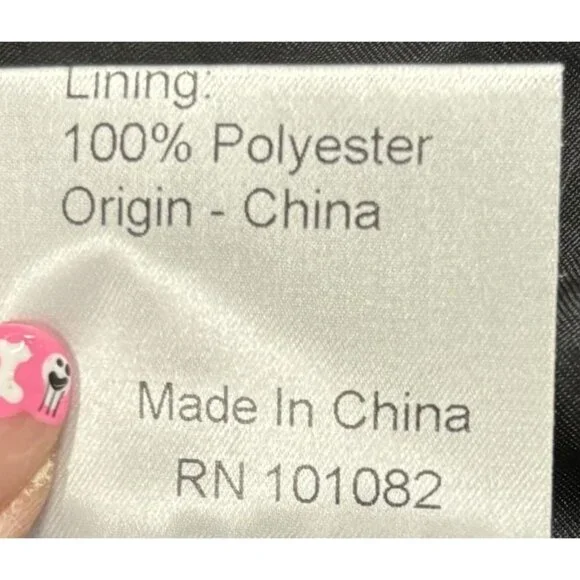 Lining:
100% Polyester
Origin - China
Made In China
RN 101082